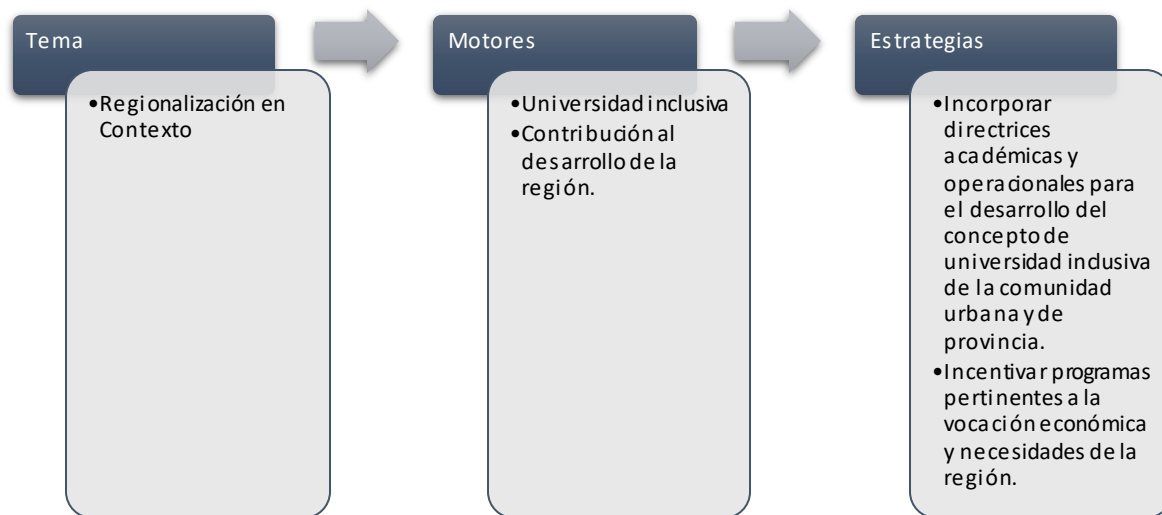 Tema
•Regionalización en
Contexto
Motores
•Universidad inclusiva
•Contribución al
desarrollo de la
región.
Estrategias
•Incorporar
directrices
académicas y
operacionales para
el desarrollo del
concepto de
universidad inclusiva
de la comunidad
urbana y de
provincia.
•Incentivar programas
pertinentes a la
vocación económica
y necesidades de la
región.